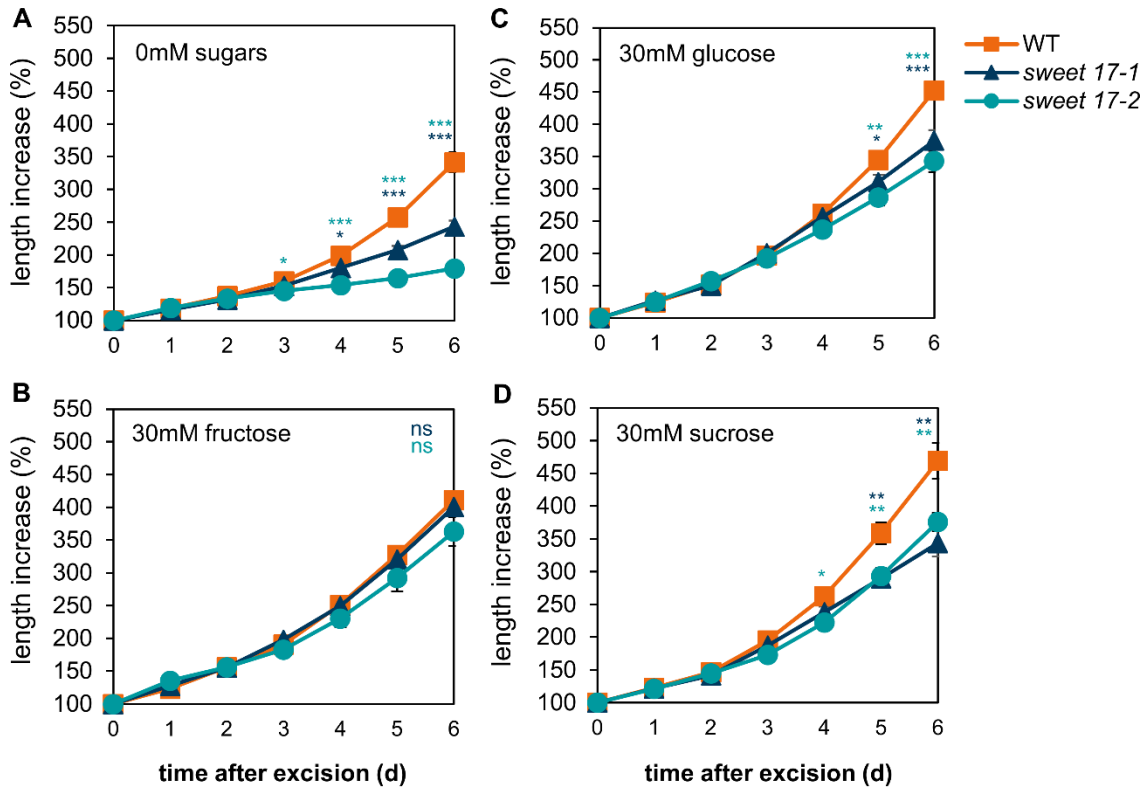 A
0mM sugars
length increase (%)
550
500
450
400
350
300
250
200
150
100
*
***
*
***
***
***
***
0 1 2 3 4 5 6
C
30mM glucose
length increase (%)
550
500
450
400
350
300
250
200
150
100
**
*
***
***
0 1 2 3 4 5 6
WT
sweet 17-1
sweet 17-2
B
30mM fructose
ns
ns
length increase (%)
550
500
450
400
350
300
250
200
150
100
0 1 2 3 4 5 6
time after excision (d)
D
30mM sucrose
length increase (%)
550
500
450
400
350
300
250
200
150
100
*
**
**
**
**
0 1 2 3 4 5 6
time after excision (d)